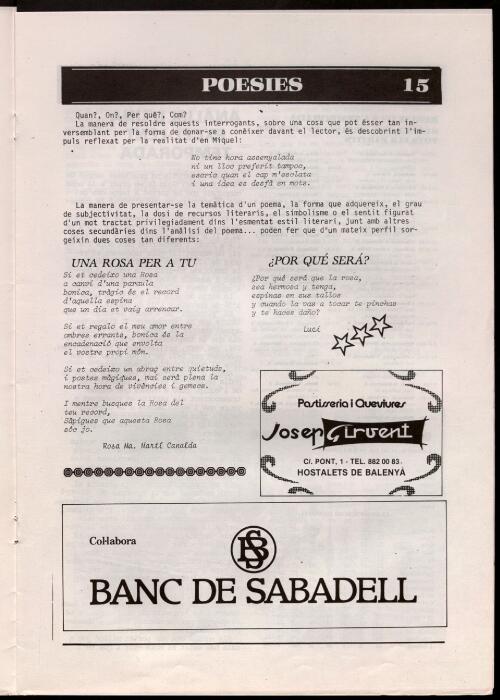 POESIES 15
Quan?, On?, Per què?, Com?
La manera de resoldre aquests interrogants, sobre una cosa que pot ésser tan in-
versemblant per la forma de donar-se a conèixer davant el lector, és descobrint l'im-
puls reflexat per la realitat d'en Miquel:
No tinc hora assenyalada
ni un lloc preferit tampoc,
escric quan el cap m'esclata
i una idea es desfà en mots.
La manera de presentar-se la temàtica d'un poema, la forma que adquereix, el grau
de subjectivitat, la dosi de recursos literaris, el simbolisme o el sentit figurat
d'un mot tractat privilegiadament dins l'esmentat estil literari, junt amb altres
coses secundàries dins l'anàlisi del poema... poden fer que d'un mateix perfil sor-
geixin dues coses tan diferents:
UNA ROSA PER A TU
Si et cedeixo una Rosa
a canvi d'una paraula
bonica, tràgic és el record
d'aquella espina
que un dia et vaig arrencar.
Si et regalo el meu amor entre
ombres errants, bonica és la
encadenació que envolta
el vostre propi món.
Si et cedeixo un abraç entre quietuds,
i postes màgiques, mai serà plena la
nostra hora de vivències i gemecs.
I mentre busques la Rosa del
teu record,
Sàpigues que aquesta Rosa
sóc jo.
Rosa Ma. Martí Canalda
¿POR QUÉ SERÁ?
¿Por qué será que la rosa,
sea hermosa y tenga,
espinas en sus tallos
y cuando la vas a tocar te pinchas
y te haces daño?
Luci
Pastisseria i Queviures
Josep Girvent
C/. PONT, 1 - TEL. 882 00 83
HOSTALETS DE BALENYÀ
Col·labora
BS
BANC DE SABADELL